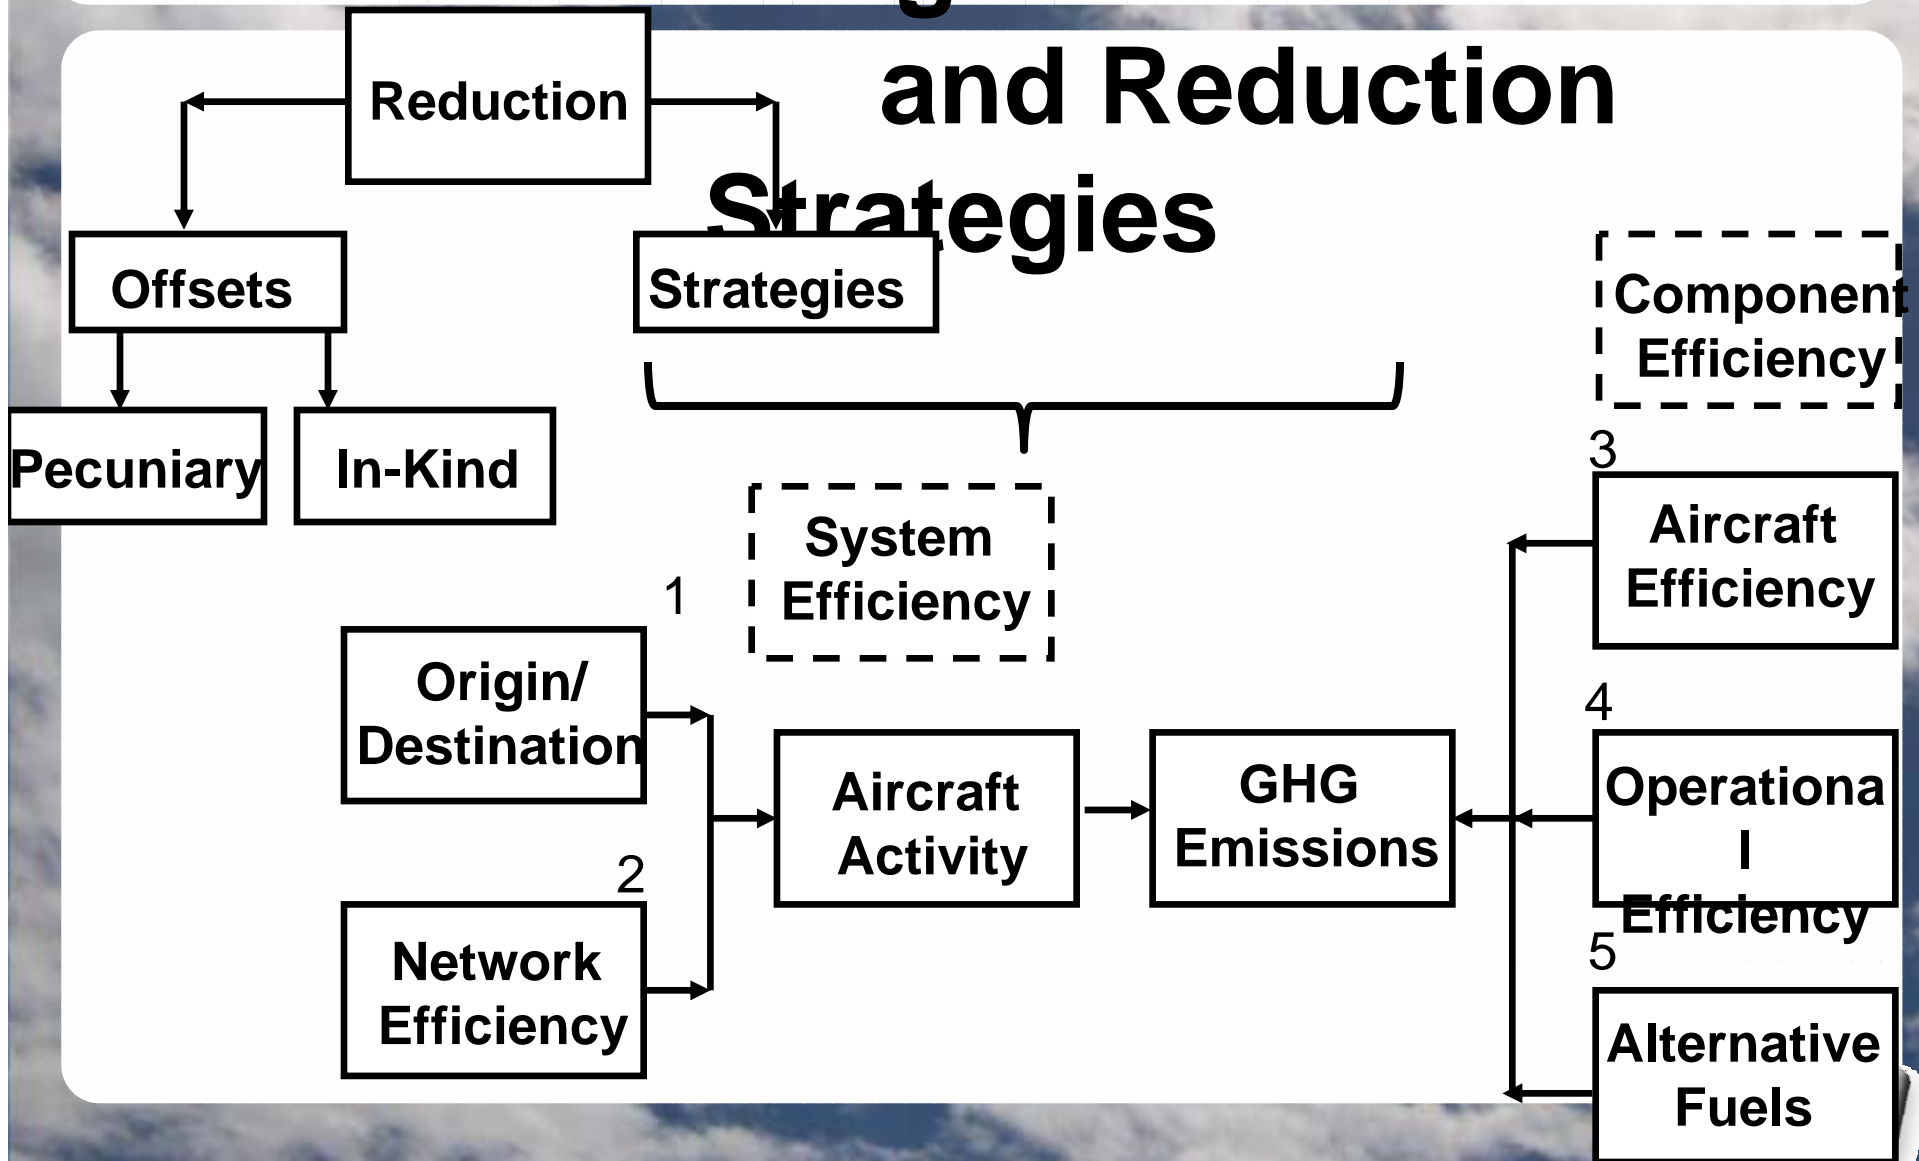 and Reduction
Strategies
Reduction
Offsets
Strategies
Pecuniary
In-Kind
Component
Efficiency
System
Efficiency
1
Origin/
Destination
2
Network
Efficiency
Aircraft
Activity
GHG
Emissions
3
Aircraft
Efficiency
4
Operationa
l
Efficiency
5
Alternative
Fuels